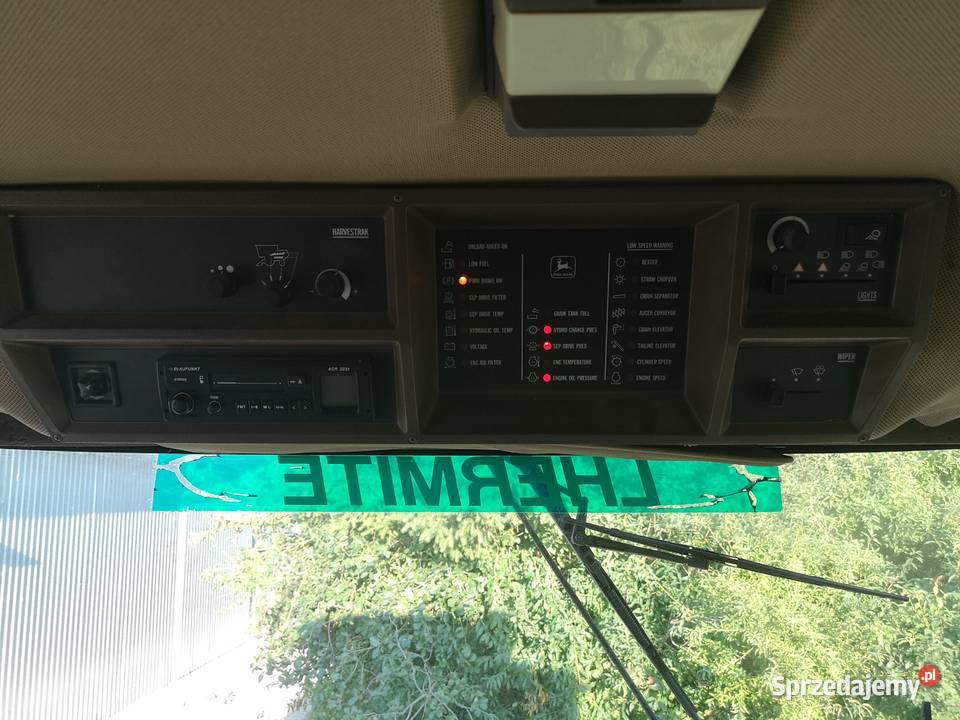 HARVESTRAK
UNLOAD AUGER ON
LOW FUEL
PARK BRAKE ON
SEP DRIVE FILTER
SEP DRIVE TEMP
HYDRAULIC OIL TEMP
VOLTAGE
ENG AIR FILTER
GRAIN TANK FULL
HYDRO CHARGE PRES
SEP DRIVE PRES
ENG TEMPERATURE
ENGINE OIL PRESSURE
LOW SPEED WARNING
BEATER
STRAW CHOPPER
CHAN SEPARATOR
AUGER CONVEYOR
GRAIN ELEVATOR
TAILING ELEVATOR
CYLINDER SPEED
ENGINE SPEED
LIGHTS
WIPER
BLAUPUNKT
ACR 3231
LHERMITE
Sprzedajemy.pl